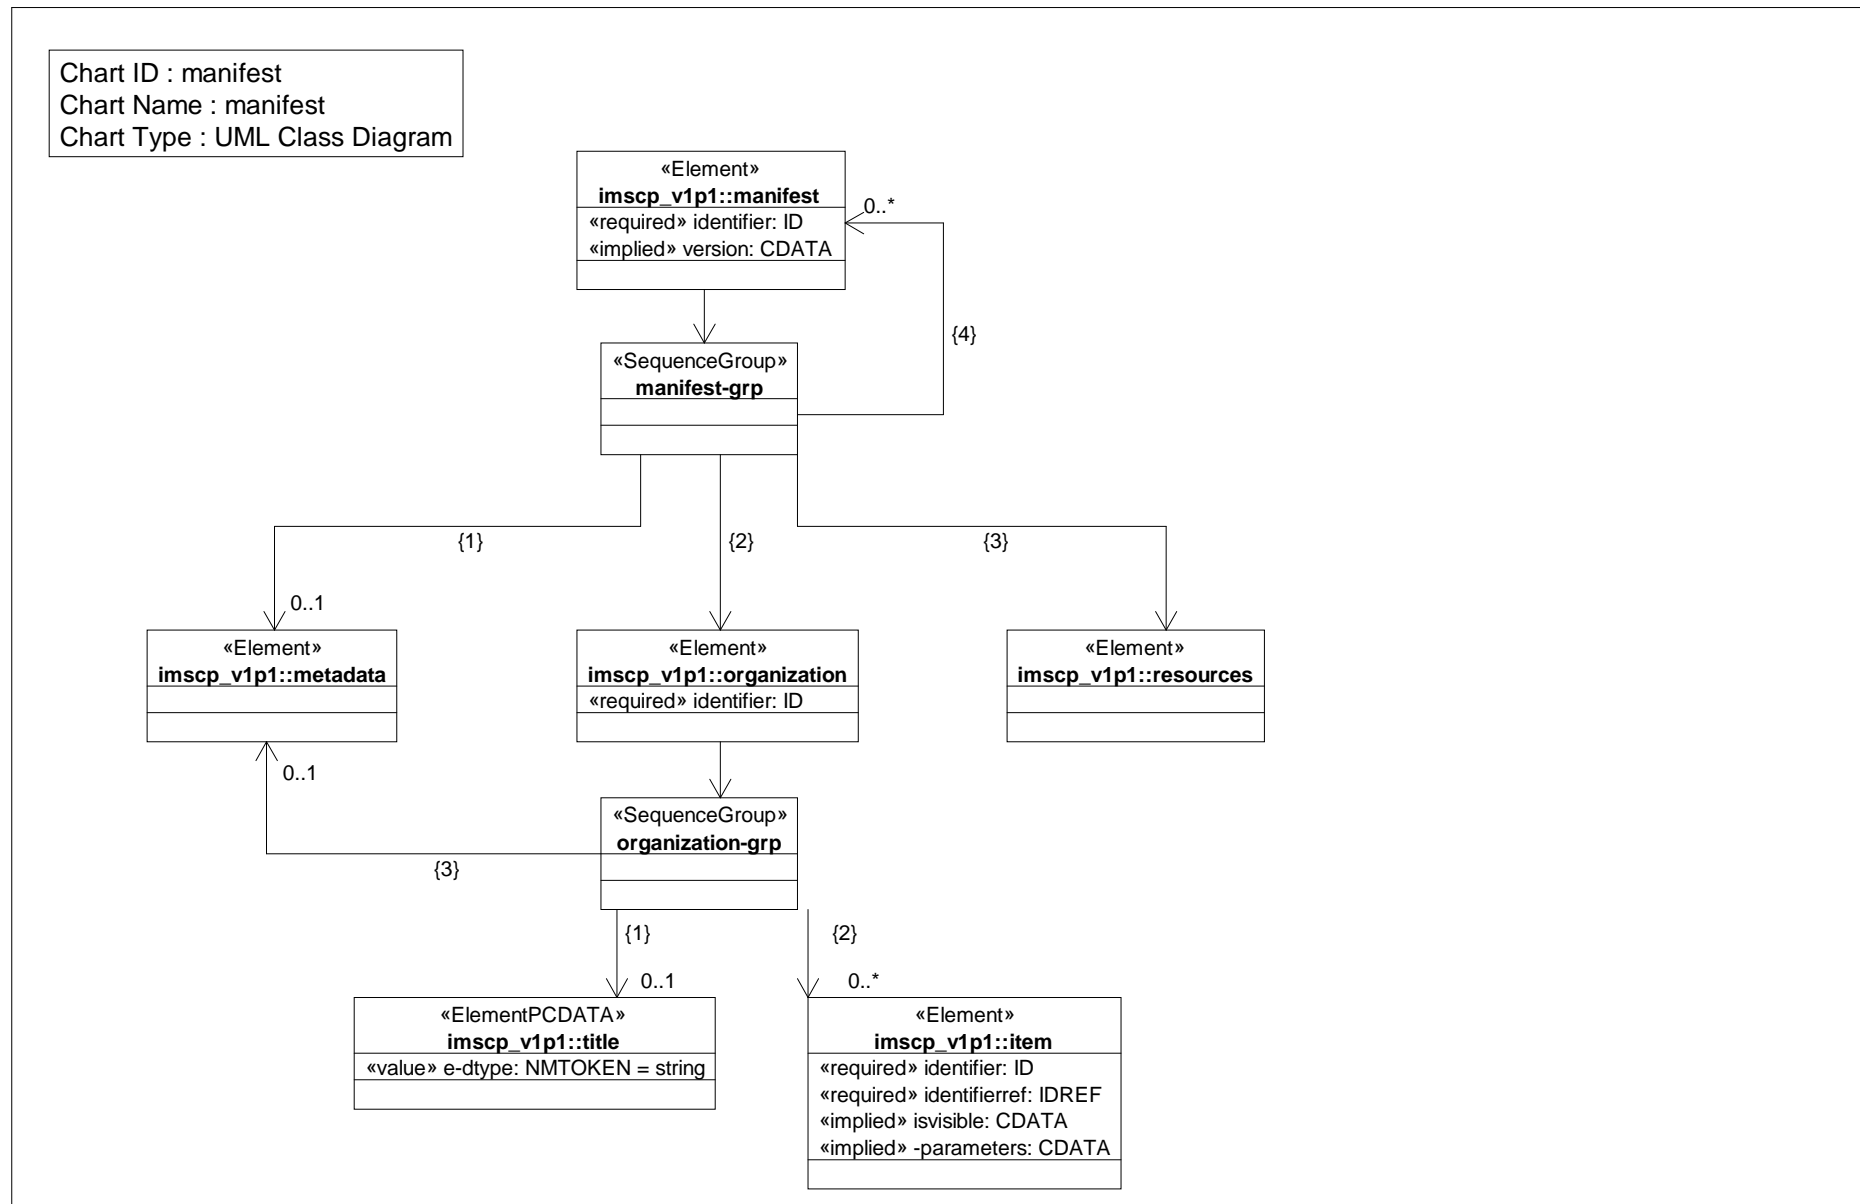 Chart ID : manifest
Chart Name : manifest
Chart Type : UML Class Diagram
«Element»
imscp_v1p1::manifest
«required» identifier: ID
«implied» version: CDATA
0..*
{4}
«SequenceGroup»
manifest-grp
{1}
{2}
{3}
0..1
«Element»
imscp_v1p1::metadata
«Element»
imscp_v1p1::organization
«required» identifier: ID
«Element»
imscp_v1p1::resources
0..1
«SequenceGroup»
organization-grp
{3}
{1}
{2}
0..1
0..*
«ElementPCDATA»
imscp_v1p1::title
«value» e-dtype: NMTOKEN = string
«Element»
imscp_v1p1::item
«required» identifier: ID
«required» identifierref: IDREF
«implied» isvisible: CDATA
«implied» -parameters: CDATA